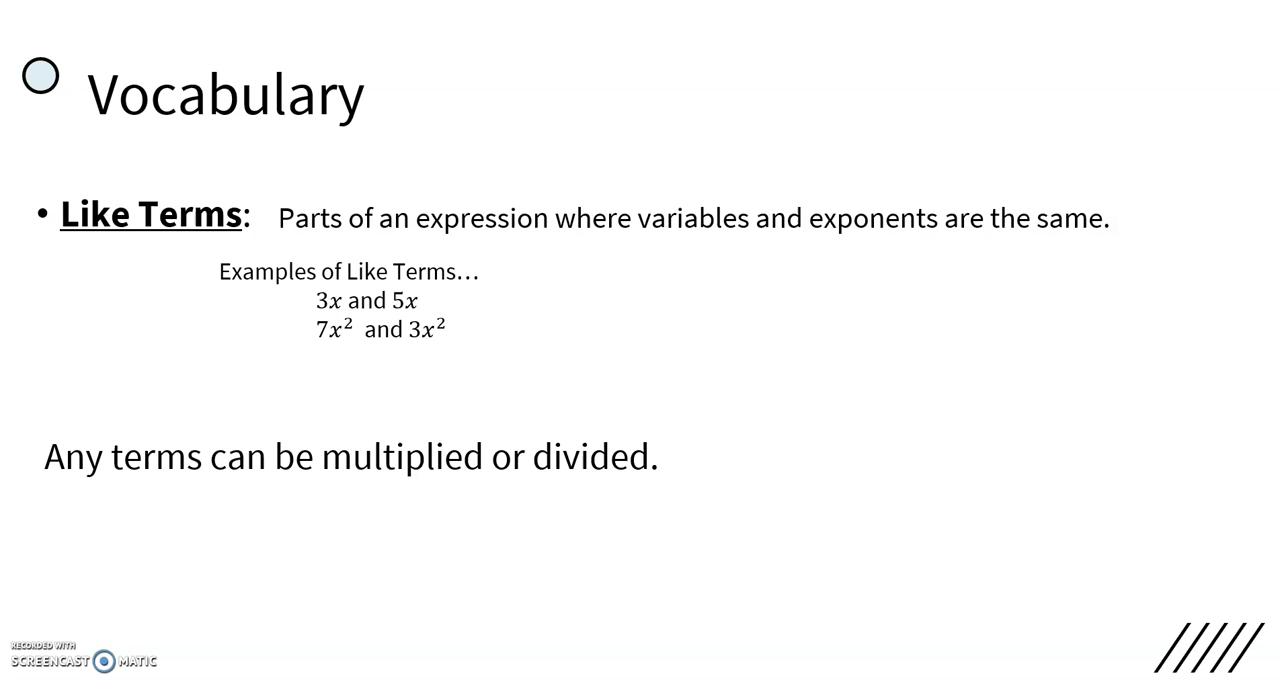 Vocabulary
• Like Terms: Parts of an expression where variables and exponents are the same.
Examples of Like Terms…
3x and 5x
7x² and 3x²
Any terms can be multiplied or divided.
RECORDED WITH
SCREENCAST MATIC